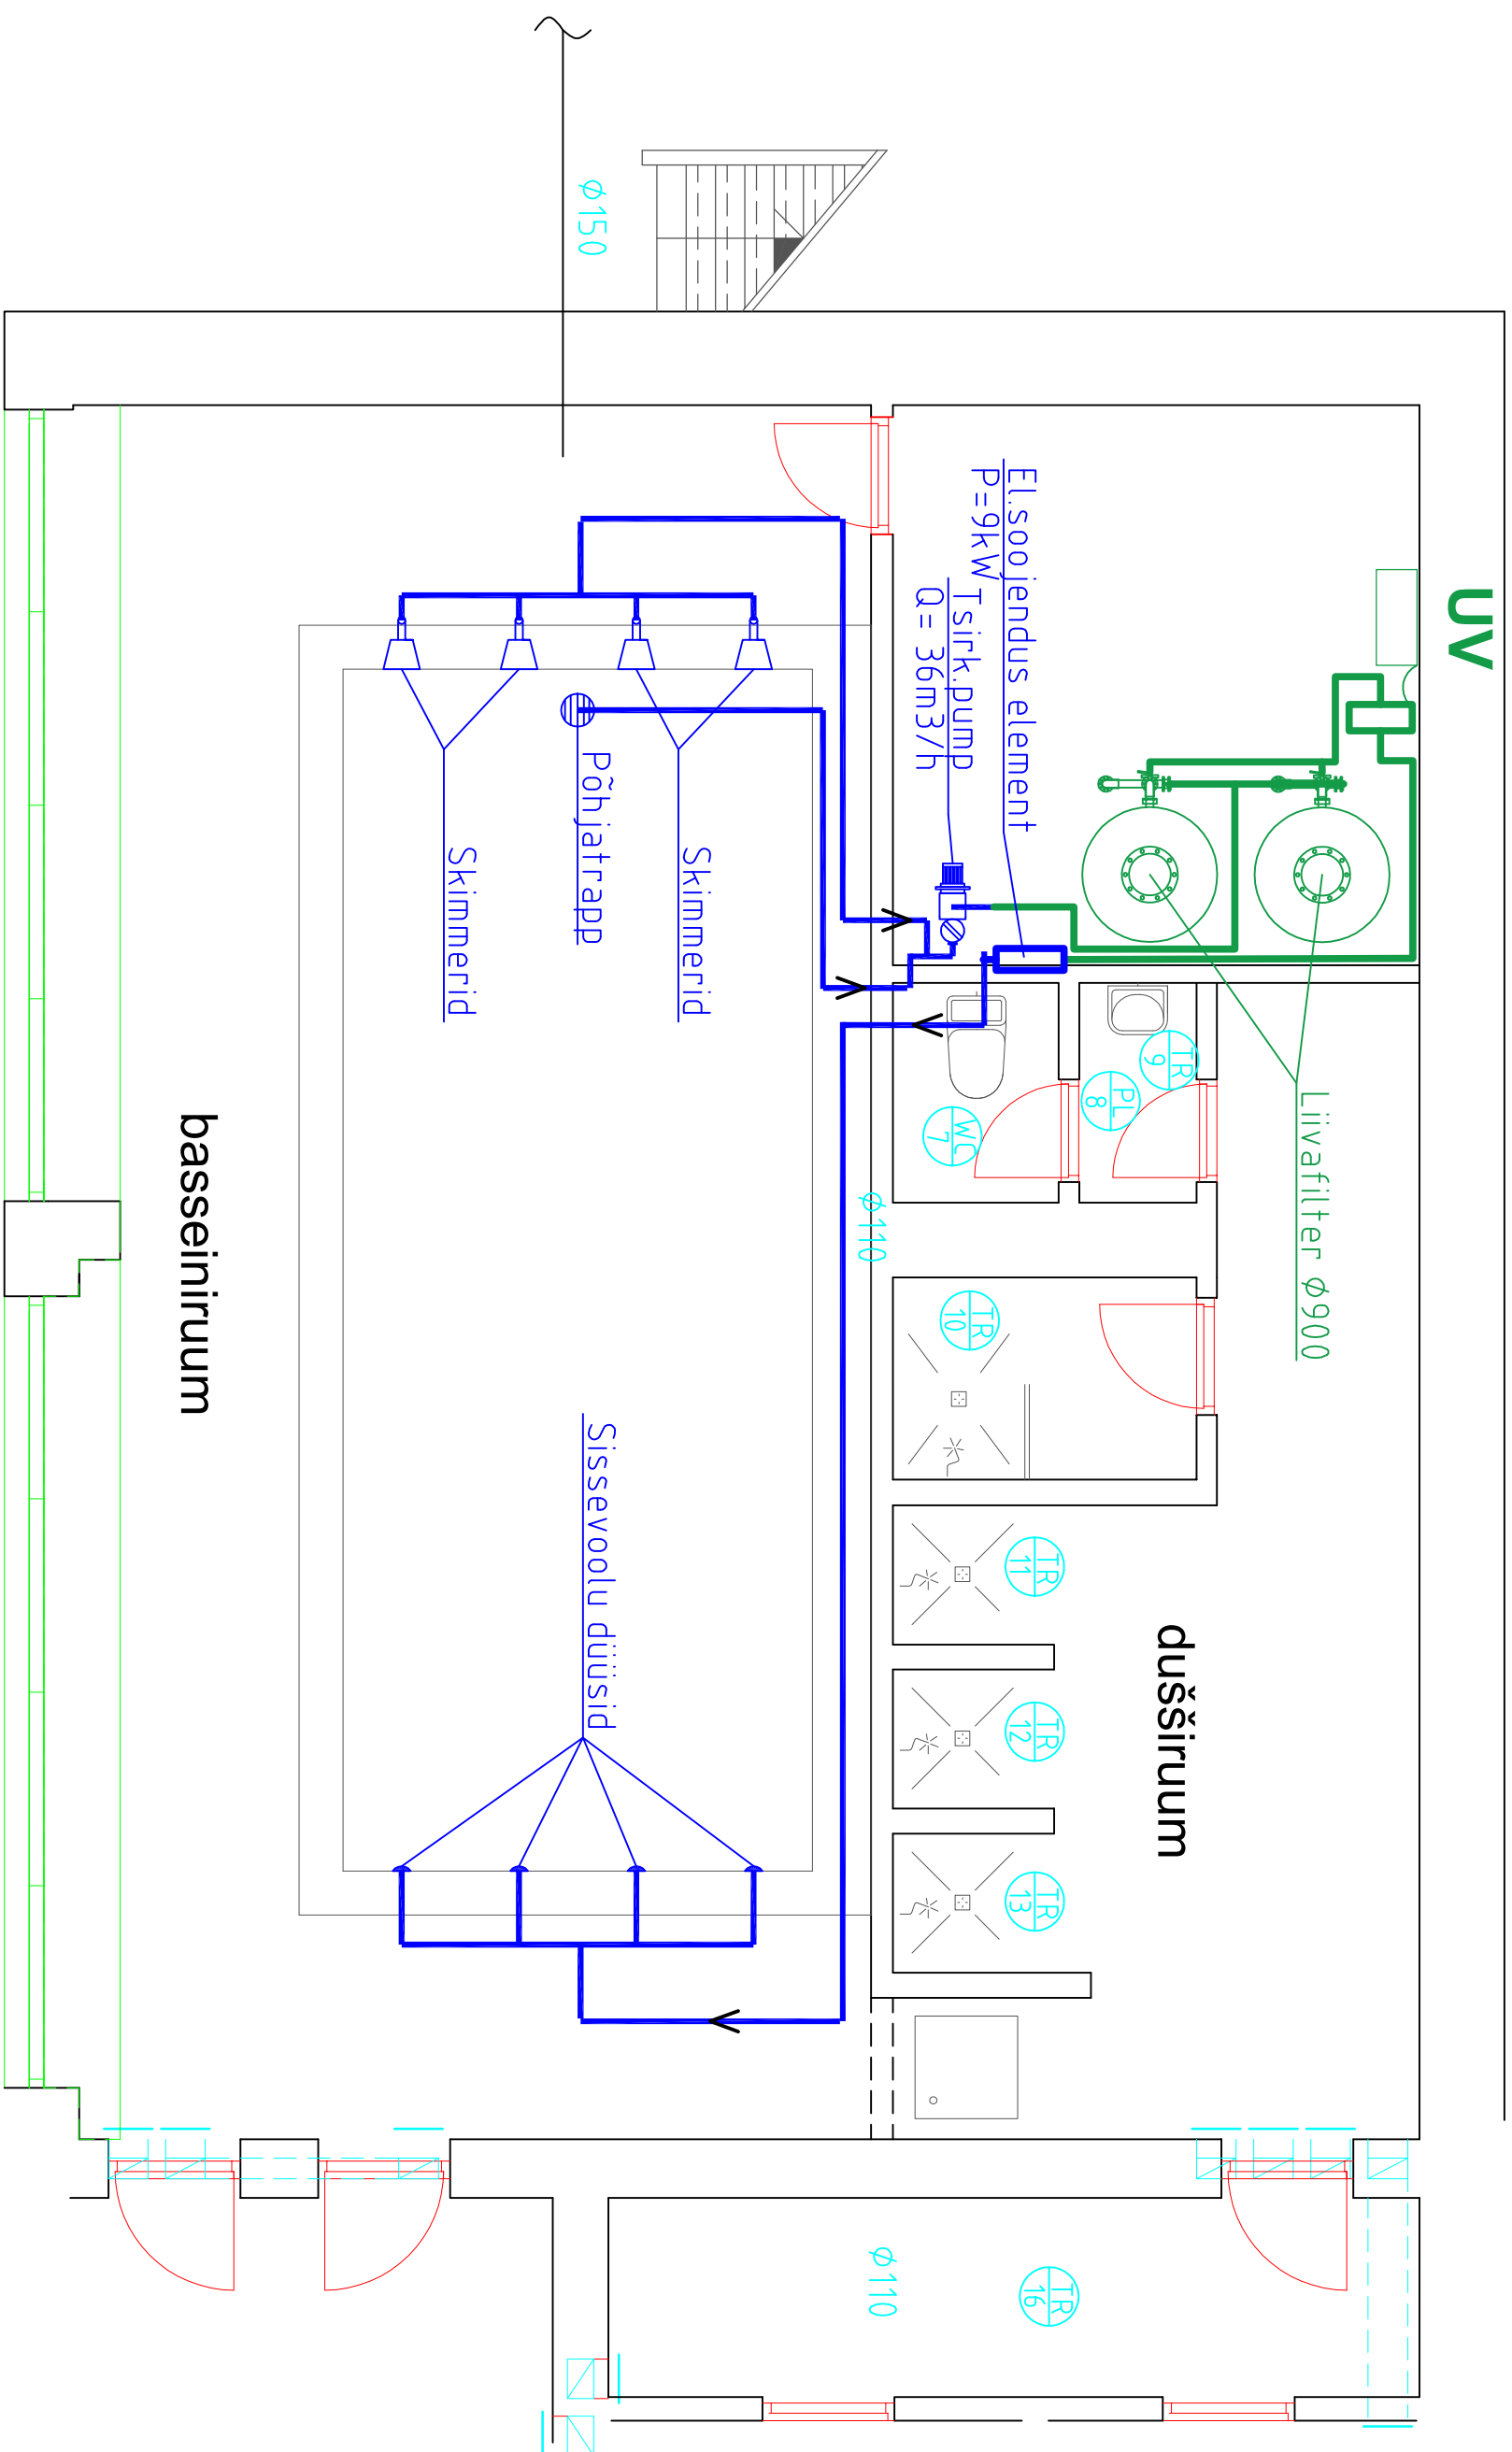 UV
ø150
El.soojendus element
P=9kW
Tsirk.pump
Q= 36m3/h
Skimmerid
Põhjatrapp
Skimmerid
Liivafilter ø900
TR
9
PL
8
WC
7
ø110
TR
10
basseiniruum
Sissevoolu düüsid
TR
11
dušširuum
TR
12
TR
13
TR
16
ø110